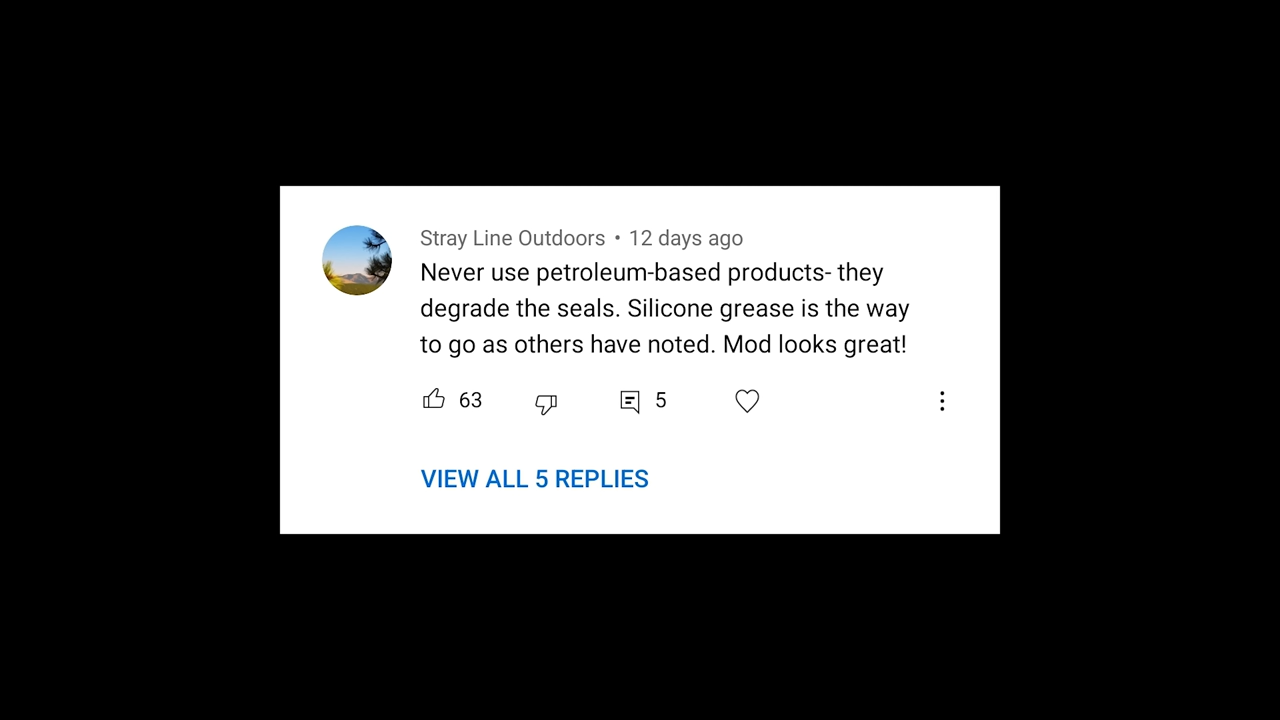 Stray Line Outdoors • 12 days ago
Never use petroleum-based products- they
degrade the seals. Silicone grease is the way
to go as others have noted. Mod looks great!
63 5
VIEW ALL 5 REPLIES